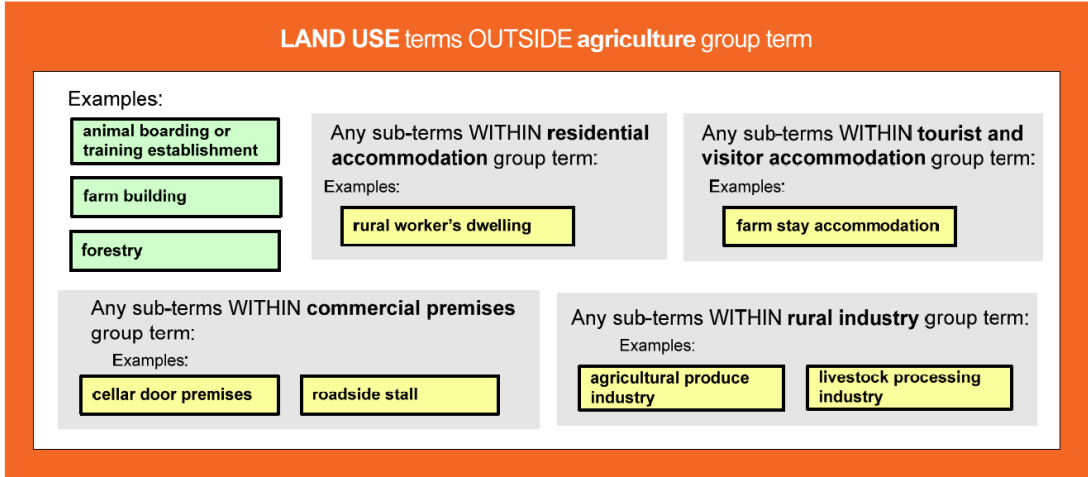 LAND USE terms OUTSIDE agriculture group term
Examples:
animal boarding or
training establishment
farm building
forestry
Any sub-terms WITHIN residential
accommodation group term:
Examples:
rural worker's dwelling
Any sub-terms WITHIN tourist and
visitor accommodation group term:
Examples:
farm stay accommodation
Any sub-terms WITHIN commercial premises
group term:
Examples:
cellar door premises
roadside stall
Any sub-terms WITHIN rural industry group term:
Examples:
agricultural produce
industry
livestock processing
industry